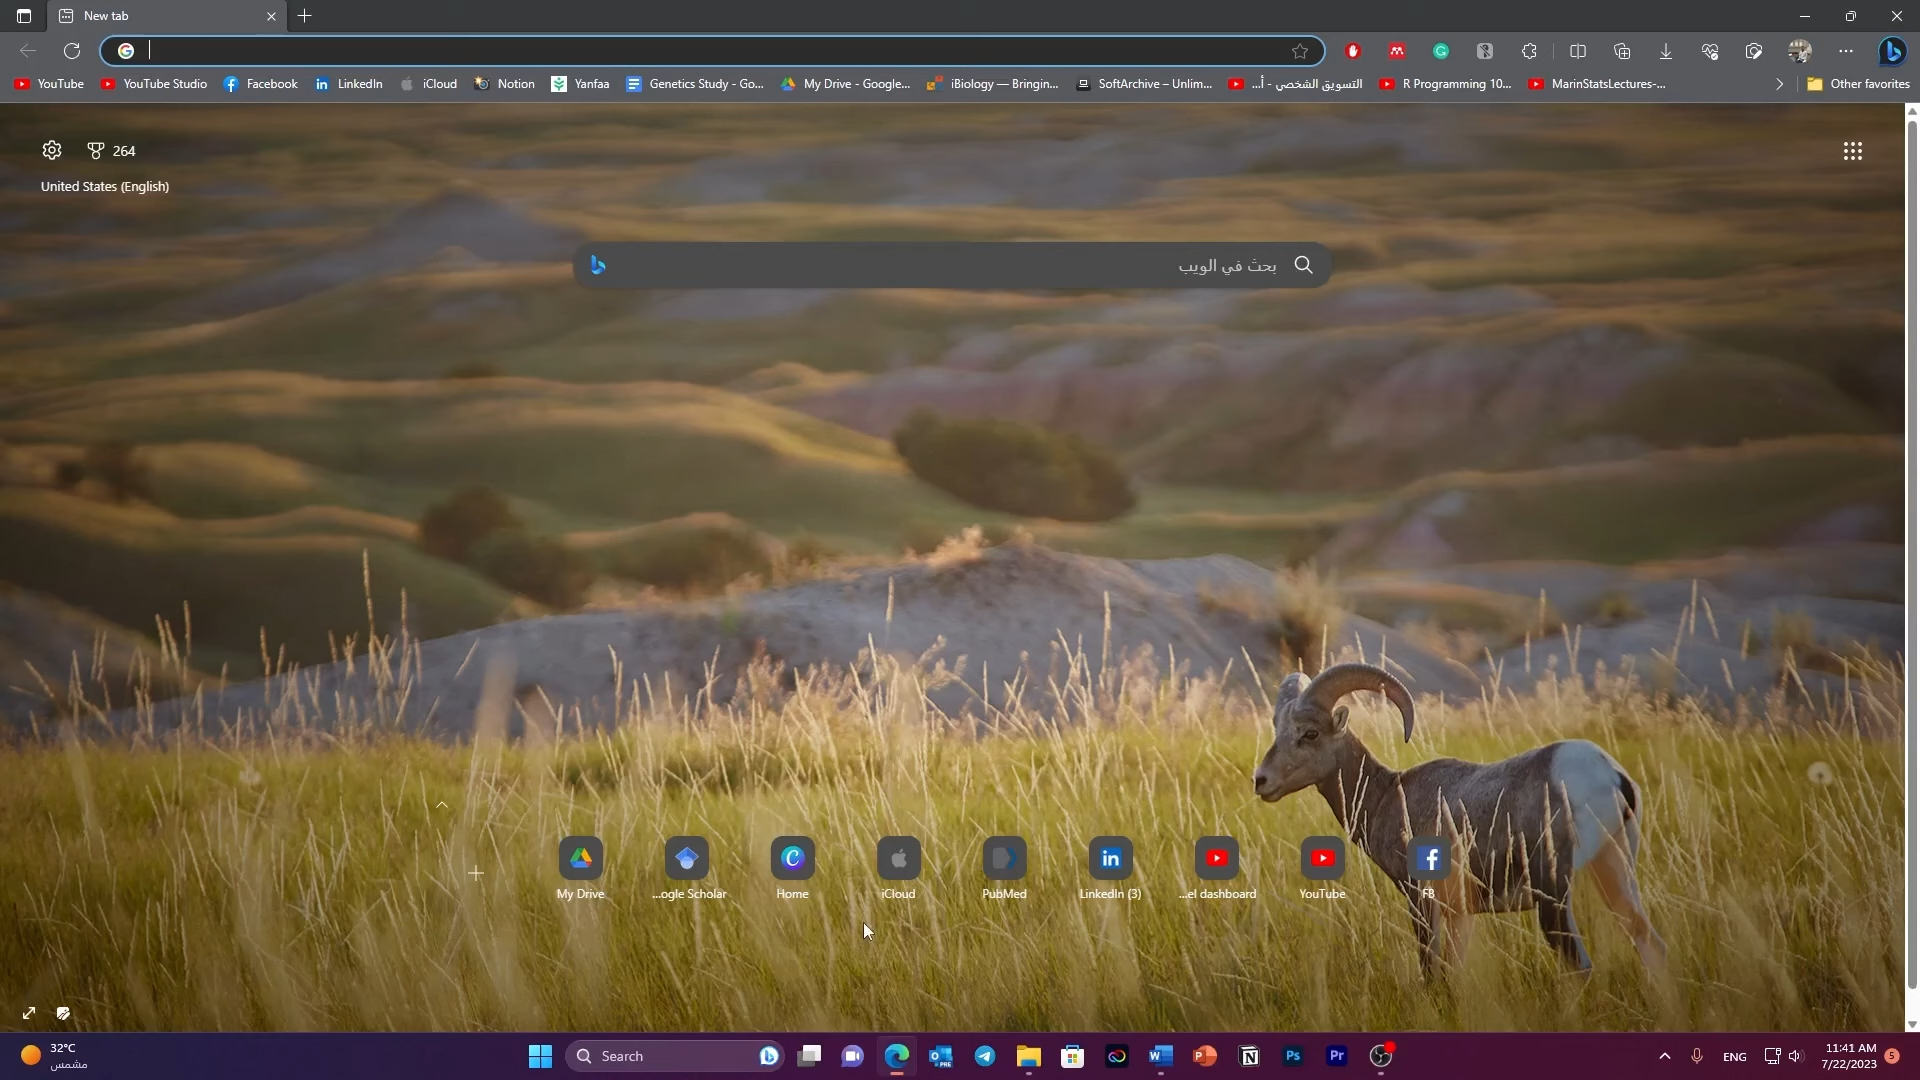 New tab
YouTube
YouTube Studio
Facebook
LinkedIn
iCloud
Notion
Yanfaa
Genetics Study - Go...
My Drive - Google...
iBiology — Bringin...
SoftArchive – Unlim...
التسويق الشخصي - أ...
R Programming 10...
MarinStatsLectures-...
Other favorites
264
United States (English)
بحث في الويب
My Drive
...ogle Scholar
Home
iCloud
PubMed
LinkedIn (3)
...el dashboard
YouTube
FB
32°C
مشمس
Search
ENG
11:41 AM
7/22/2023
5